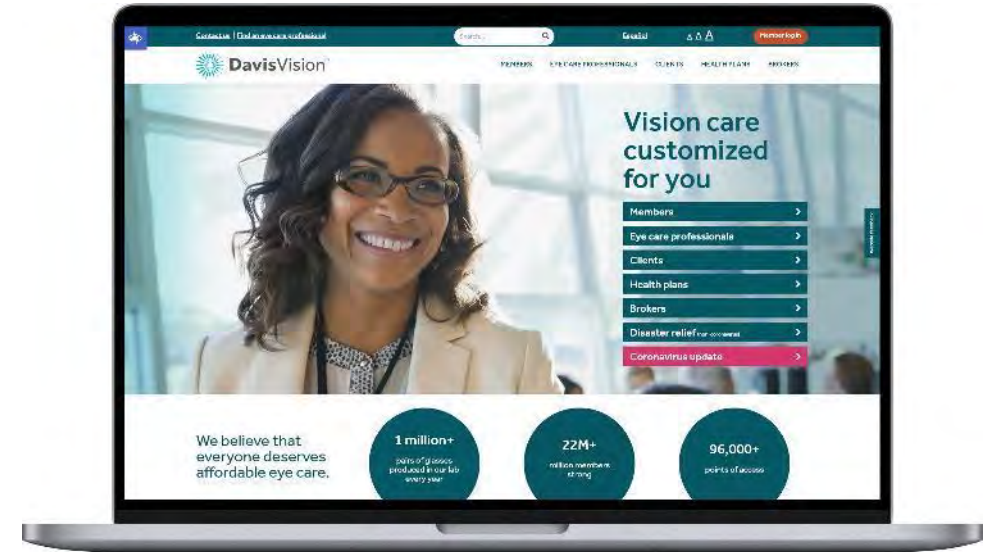 Contact us | Find an eye care professional
Search...
Español
A A A
Member login
DavisVision
MEMBERS EYE CARE PROFESSIONALS CLIENTS HEALTH PLANS BROKERS
Vision care
customized
for you
Members
Eye care professionals
Clients
Health plans
Brokers
Disaster relief
Coronavirus update
We believe that
everyone deserves
affordable eye care.
1 million+
pairs of glasses
produced in our lab
every year
22M+
million members
strong
96,000+
points of access